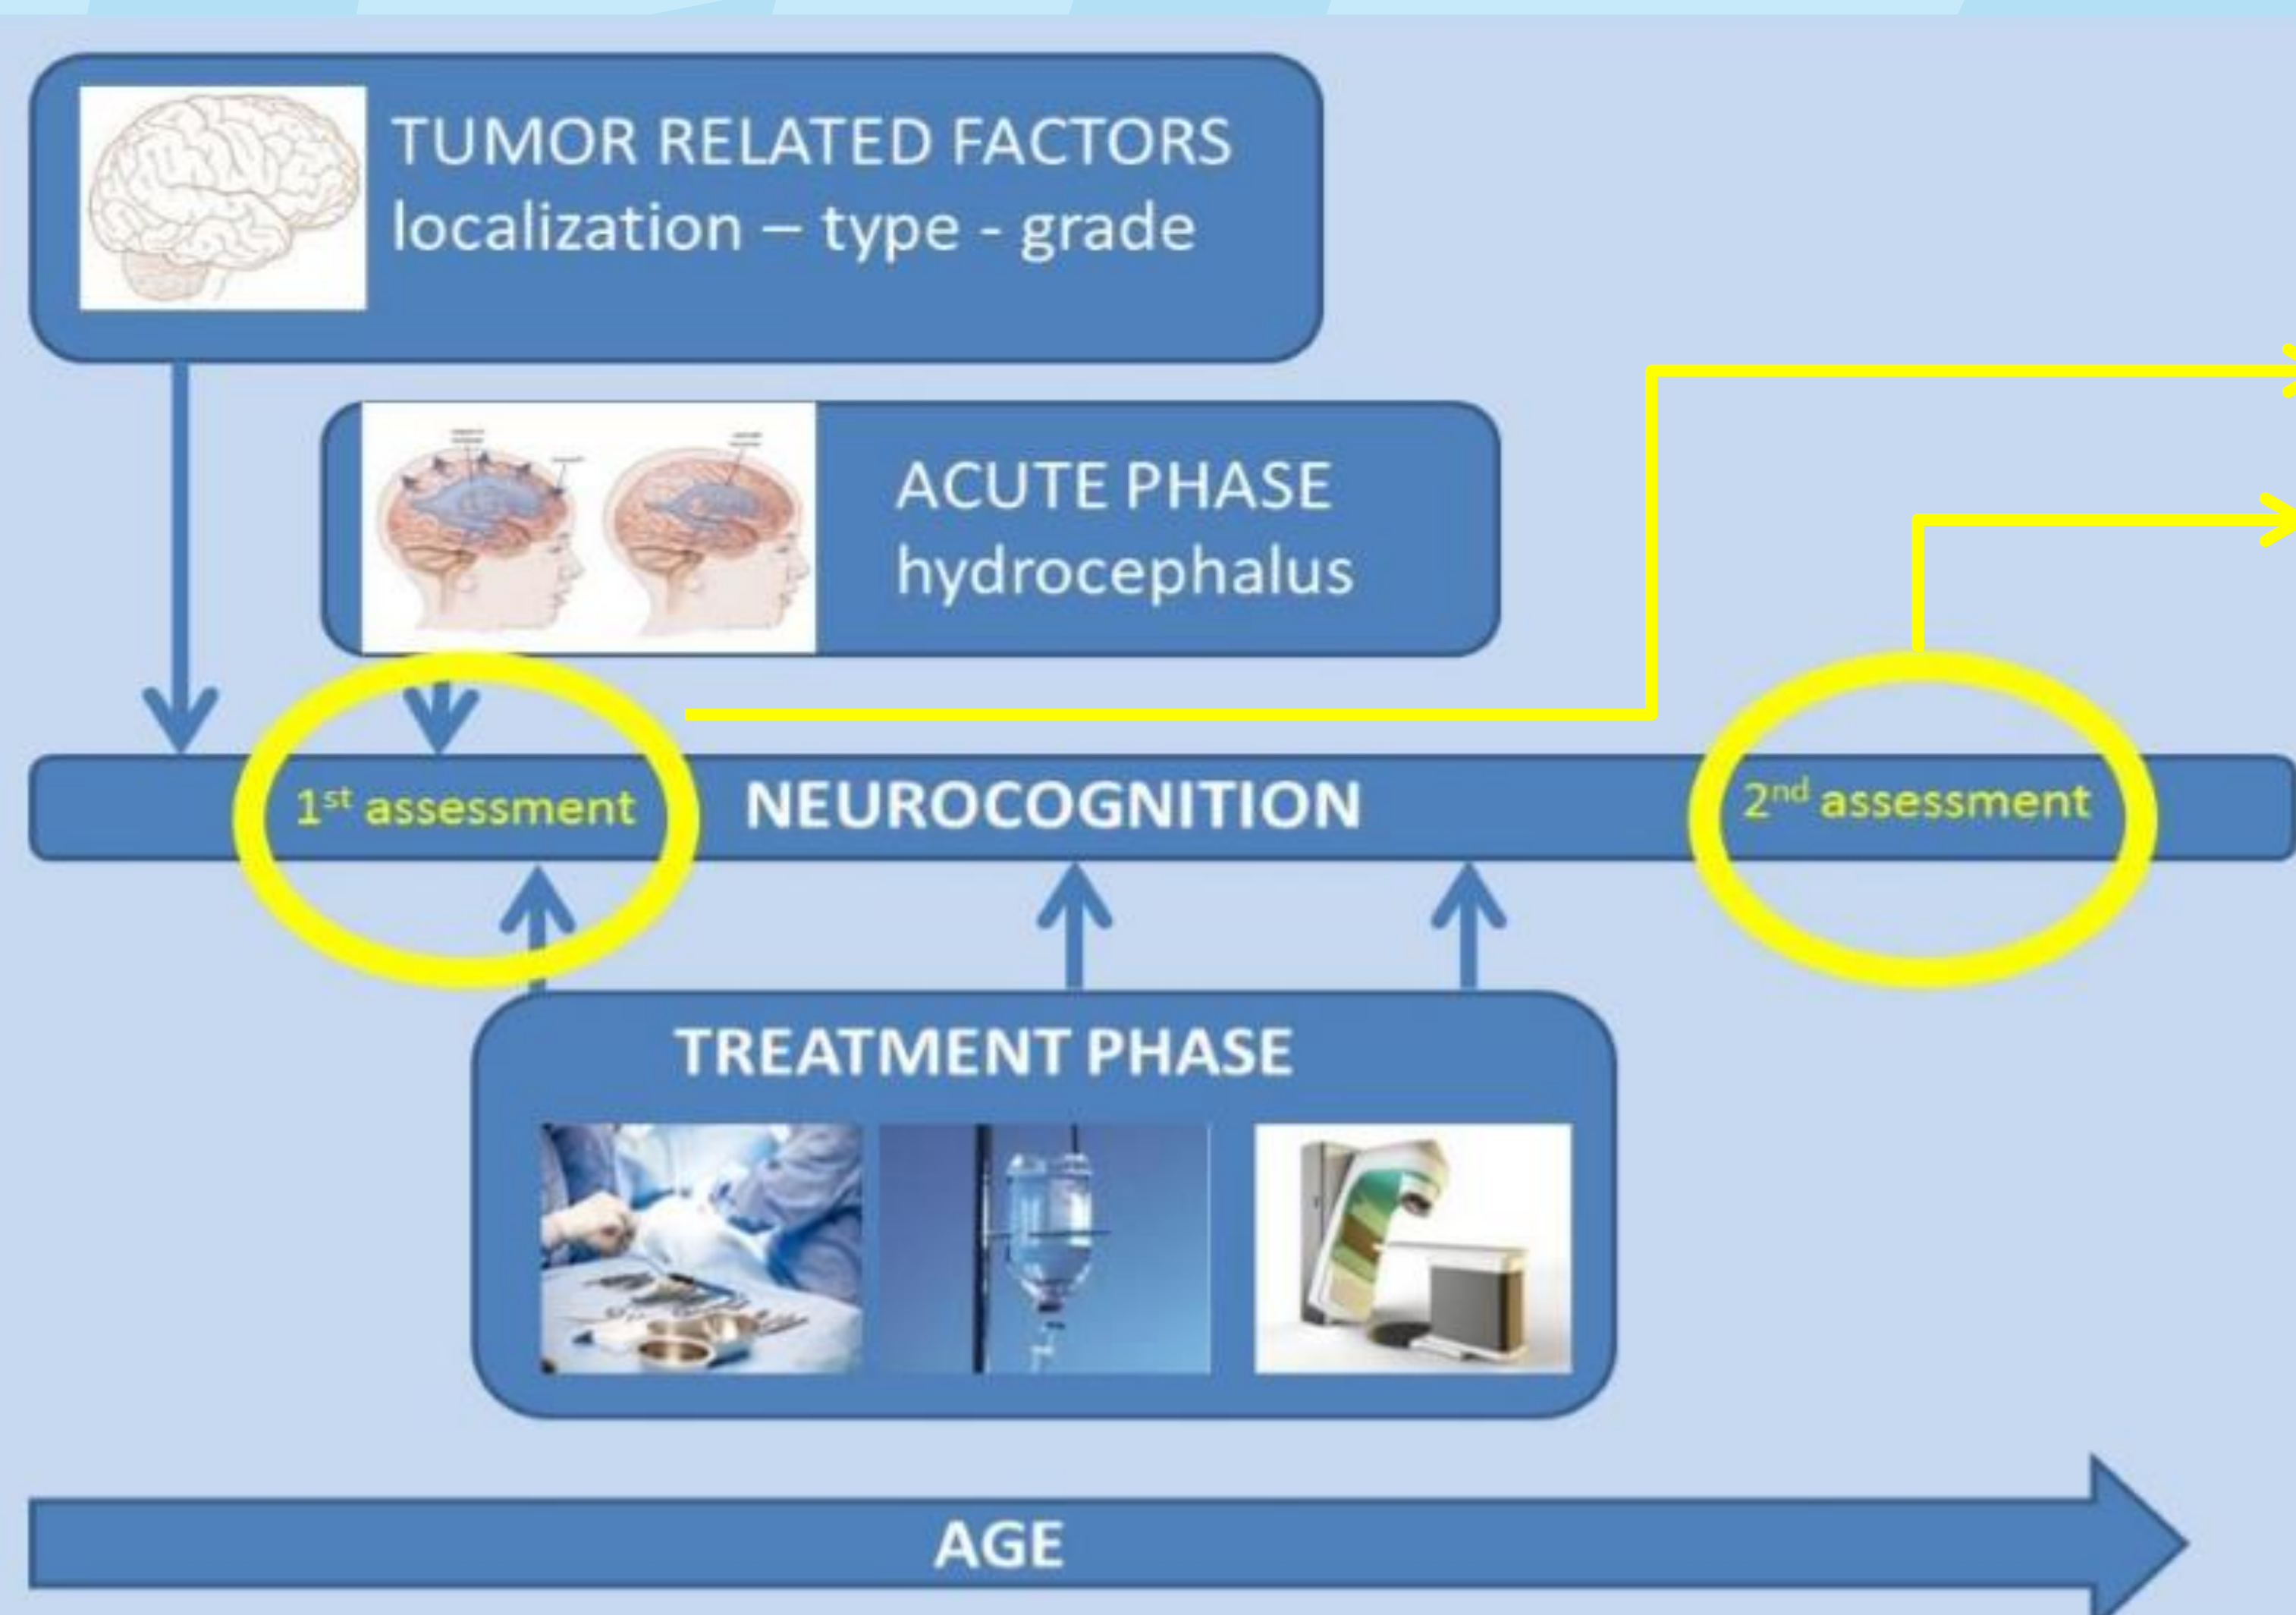 TUMOR RELATED FACTORS
localization – type - grade
ACUTE PHASE
hydrocephalus
1st assessment
NEUROCOGNITION
2nd assessment
TREATMENT PHASE
AGE